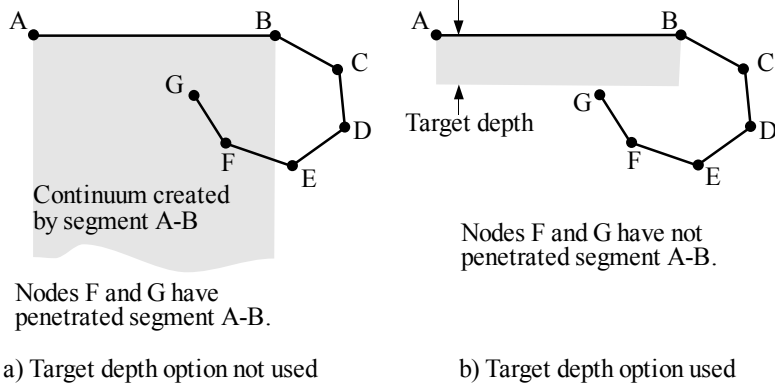 A
B
C
D
E
F
G
Continuum created
by segment A-B
Nodes F and G have
penetrated segment A-B.
a) Target depth option not used
A
B
C
D
E
F
G
Target depth
Nodes F and G have not
penetrated segment A-B.
b) Target depth option used